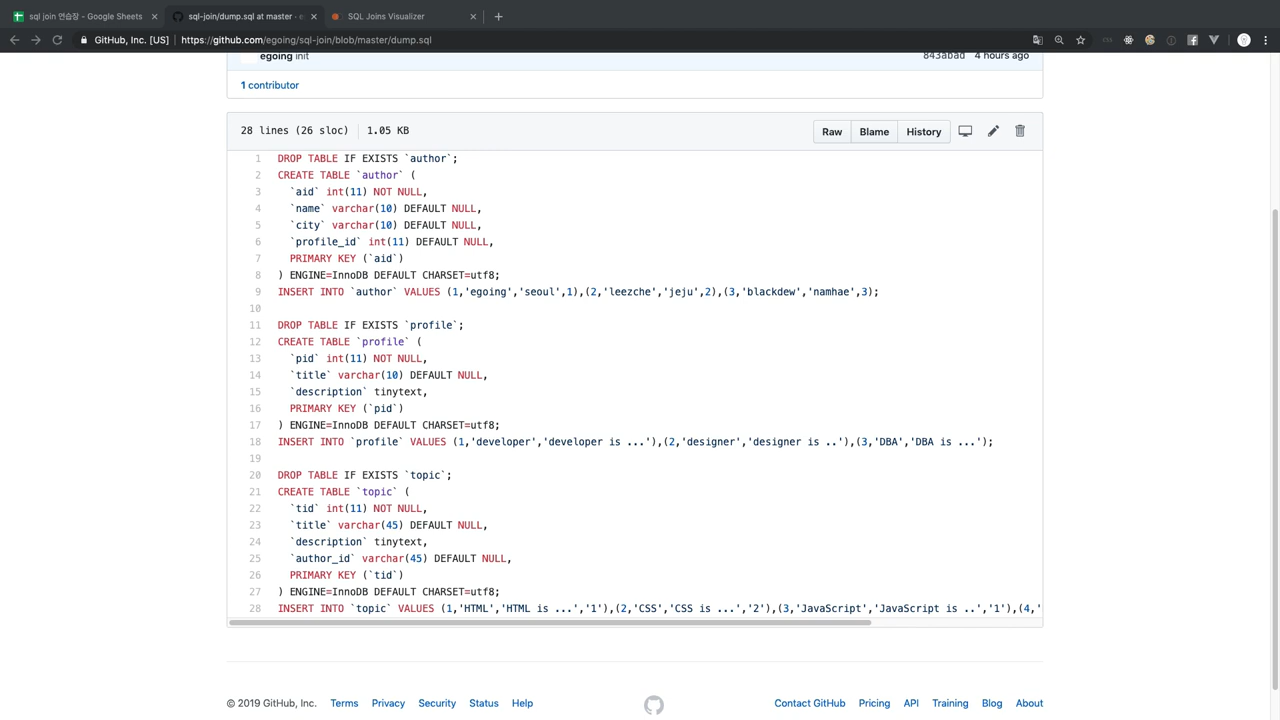 sql join 연습장 - Google Sheets
sql-join/dump.sql at master · e
SQL Joins Visualizer
GitHub, Inc. [US] https://github.com/egoing/sql-join/blob/master/dump.sql
egoing init 843abad 4 hours ago
1 contributor
28 lines (26 sloc) 1.05 KB Raw Blame History
1 DROP TABLE IF EXISTS `author`;
2 CREATE TABLE `author` (
3 `aid` int(11) NOT NULL,
4 `name` varchar(10) DEFAULT NULL,
5 `city` varchar(10) DEFAULT NULL,
6 `profile_id` int(11) DEFAULT NULL,
7 PRIMARY KEY (`aid`)
8 ) ENGINE=InnoDB DEFAULT CHARSET=utf8;
9 INSERT INTO `author` VALUES (1,'egoing','seoul',1),(2,'leezche','jeju',2),(3,'blackdew','namhae',3);
10
11 DROP TABLE IF EXISTS `profile`;
12 CREATE TABLE `profile` (
13 `pid` int(11) NOT NULL,
14 `title` varchar(10) DEFAULT NULL,
15 `description` tinytext,
16 PRIMARY KEY (`pid`)
17 ) ENGINE=InnoDB DEFAULT CHARSET=utf8;
18 INSERT INTO `profile` VALUES (1,'developer','developer is ...'),(2,'designer','designer is ..'),(3,'DBA','DBA is ...');
19
20 DROP TABLE IF EXISTS `topic`;
21 CREATE TABLE `topic` (
22 `tid` int(11) NOT NULL,
23 `title` varchar(45) DEFAULT NULL,
24 `description` tinytext,
25 `author_id` varchar(45) DEFAULT NULL,
26 PRIMARY KEY (`tid`)
27 ) ENGINE=InnoDB DEFAULT CHARSET=utf8;
28 INSERT INTO `topic` VALUES (1,'HTML','HTML is ...','1'),(2,'CSS','CSS is ...','2'),(3,'JavaScript','JavaScript is ..','1'),(4,'
© 2019 GitHub, Inc. Terms Privacy Security Status Help Contact GitHub Pricing API Training Blog About